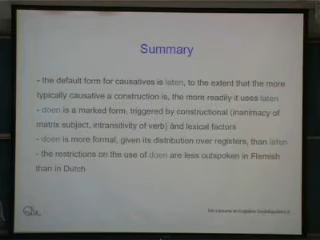 Summary
- the default form for causatives is laten, to the extent that the more
typically causative a construction is, the more readily it uses laten
- doen is a marked form, triggered by constructional (inanimacy of
matrix subject, intransitivity of verb) and lexical factors
- doen is more formal, given its distribution over registers, than laten
- the restrictions on the use of doen are less outspoken in Flemish
than in Dutch